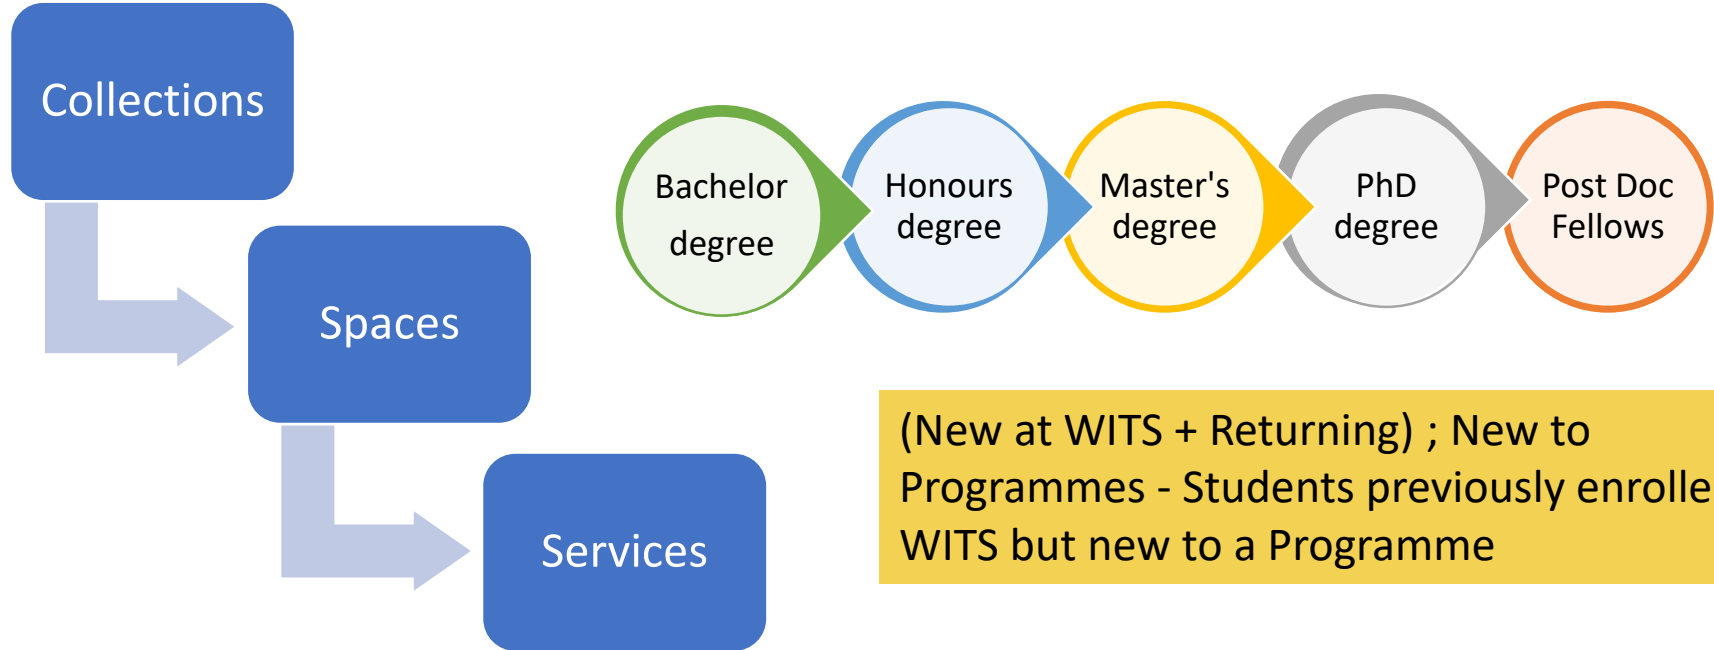 Collections
Spaces
Services
Bachelor
degree
Honours
degree
Master's
degree
PhD
degree
Post Doc
Fellows
(New at WITS + Returning) ; New to
Programmes - Students previously enrolle
WITS but new to a Programme